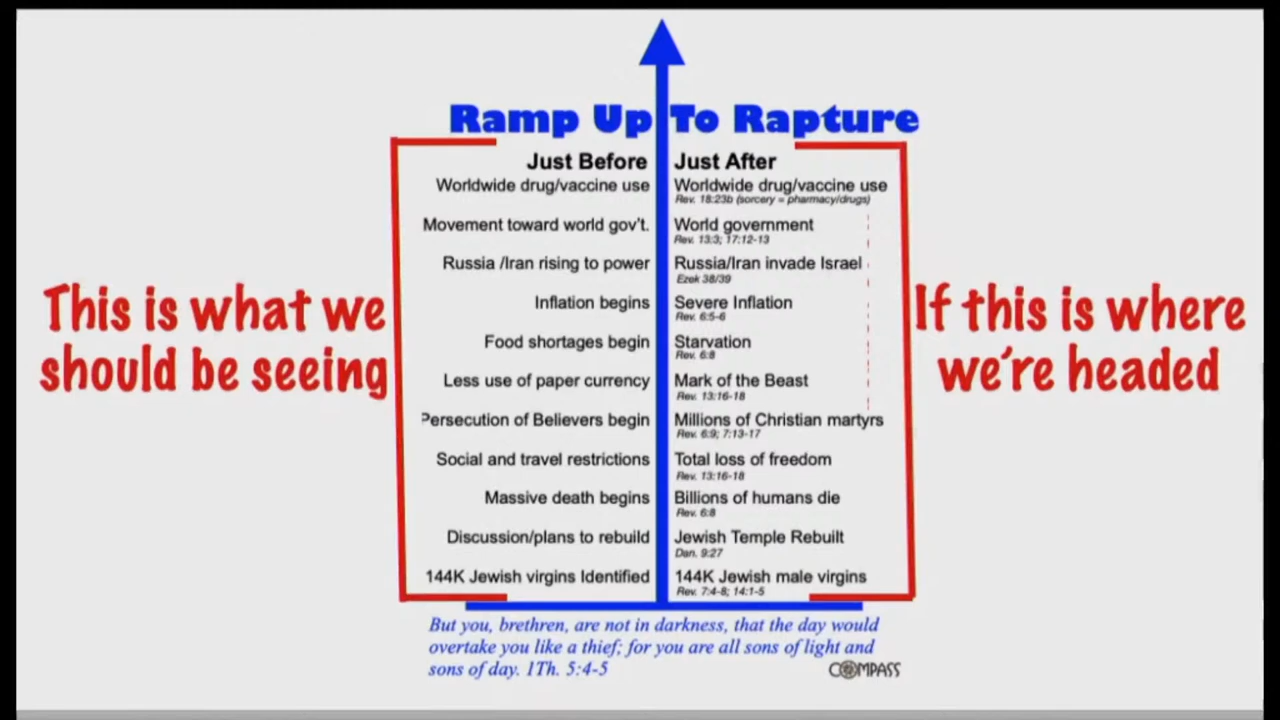 Ramp Up To Rapture
Just Before Just After
Worldwide drug/vaccine use Worldwide drug/vaccine use
Rev. 18:23b (sorcery = pharmacy/drugs)
Movement toward world gov't. World government
Rev. 13:3; 17:12-13
Russia /Iran rising to power Russia/Iran invade Israel
Ezek 38/39
Inflation begins Severe Inflation
Rev. 6:5-6
This is what we
should be seeing
If this is where
we're headed
Food shortages begin Starvation
Rev. 6:8
Less use of paper currency Mark of the Beast
Rev. 13:16-18
Persecution of Believers begin Millions of Christian martyrs
Rev. 6:9; 7:13-17
Social and travel restrictions Total loss of freedom
Rev. 13:16-18
Massive death begins Billions of humans die
Rev. 6:8
Discussion/plans to rebuild Jewish Temple Rebuilt
Dan. 9:27
144K Jewish virgins Identified 144K Jewish male virgins
Rev. 7:4-8; 14:1-5
But you, brethren, are not in darkness, that the day would
overtake you like a thief; for you are all sons of light and
sons of day. 1Th. 5:4-5
COMPASS